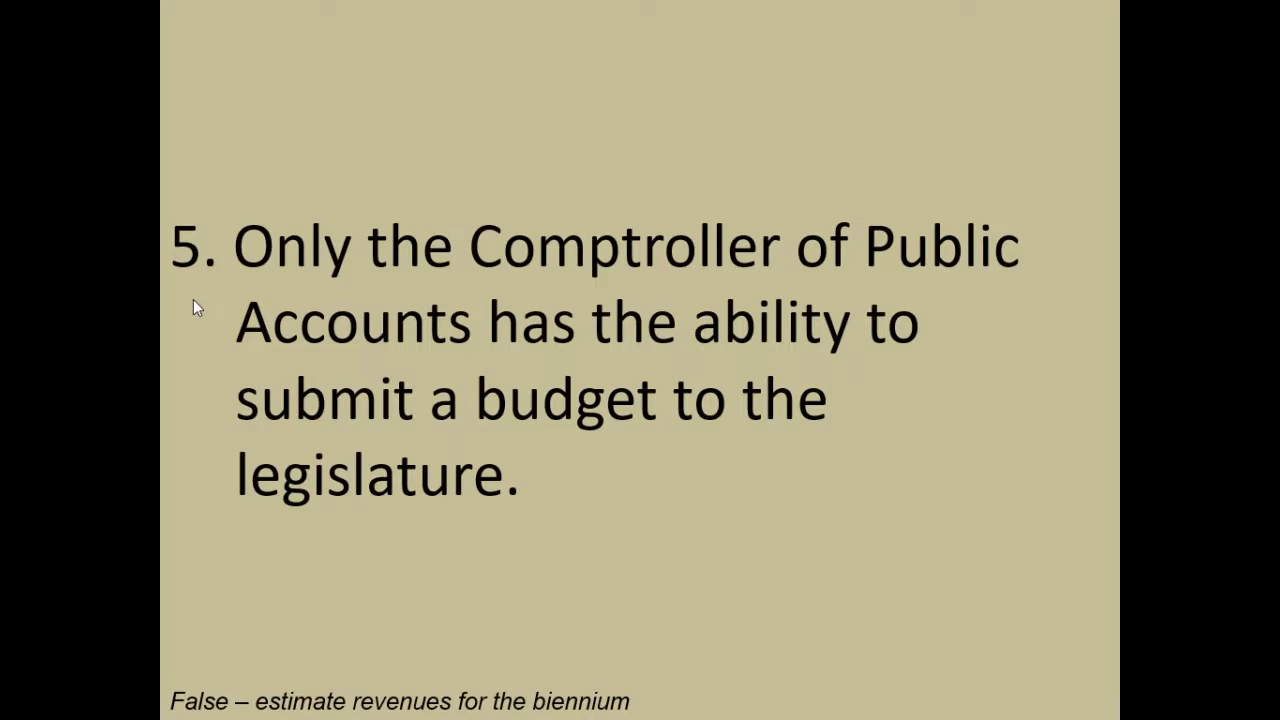 5. Only the Comptroller of Public
Accounts has the ability to
submit a budget to the
legislature.
False – estimate revenues for the biennium